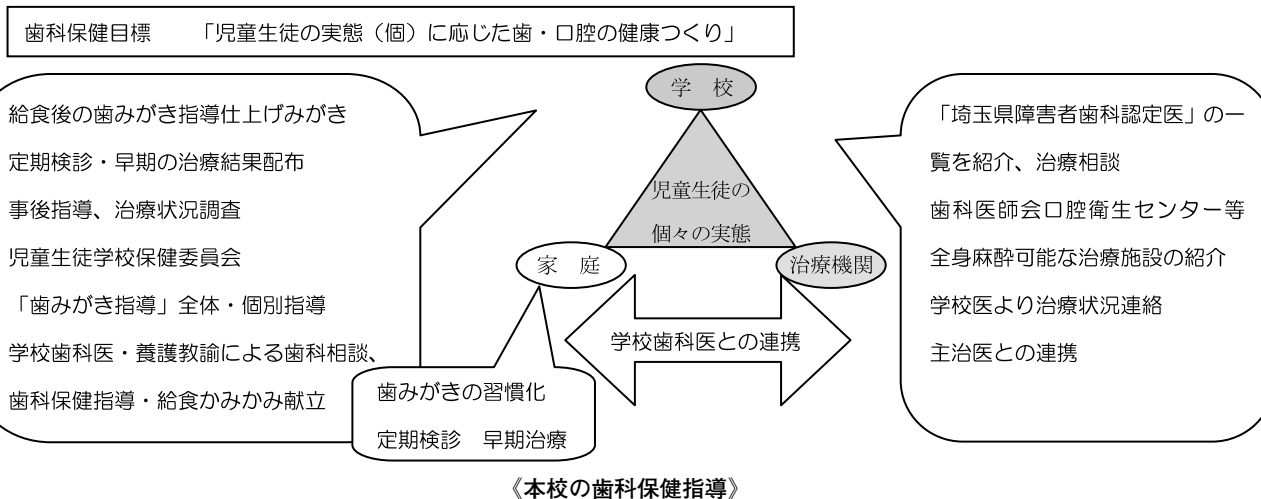 歯科保健目標　　「児童生徒の実態（個）に応じた歯・口腔の健康つくり」
給食後の歯みがき指導仕上げみがき
定期検診・早期の治療結果配布
事後指導、治療状況調査
児童生徒学校保健委員会
「歯みがき指導」全体・個別指導
学校歯科医・養護教諭による歯科相談、
歯科保健指導・給食かみかみ献立
学　校
児童生徒の
個々の実態
家　庭
治療機関
学校歯科医との連携
歯みがきの習慣化
定期検診　早期治療
「埼玉県障害者歯科認定医」の一
覧を紹介、治療相談
歯科医師会口腔衛生センター等
全身麻酔可能な治療施設の紹介
学校医より治療状況連絡
主治医との連携
《本校の歯科保健指導》